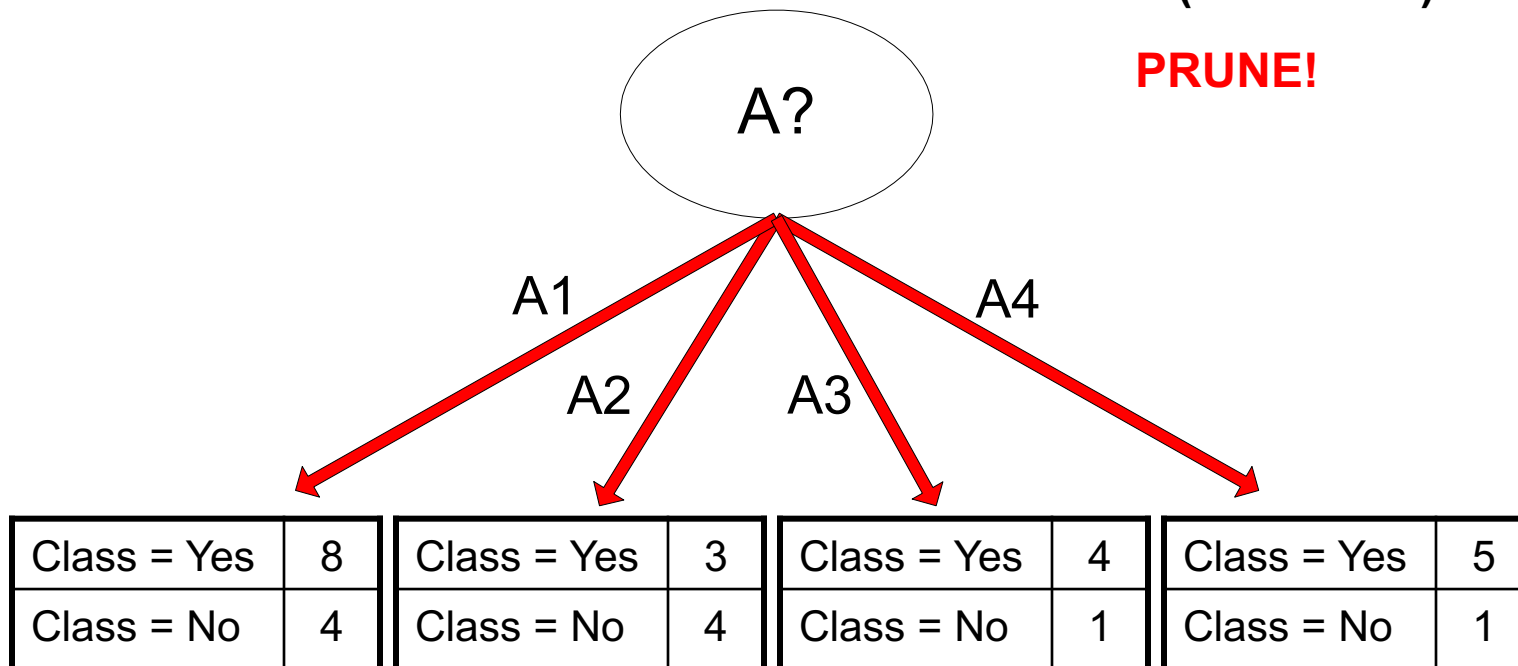 PRUNE!
A?
A1
A4
A2
A3
Class = Yes 8
Class = No 4
Class = Yes 3
Class = No 4
Class = Yes 4
Class = No 1
Class = Yes 5
Class = No 1